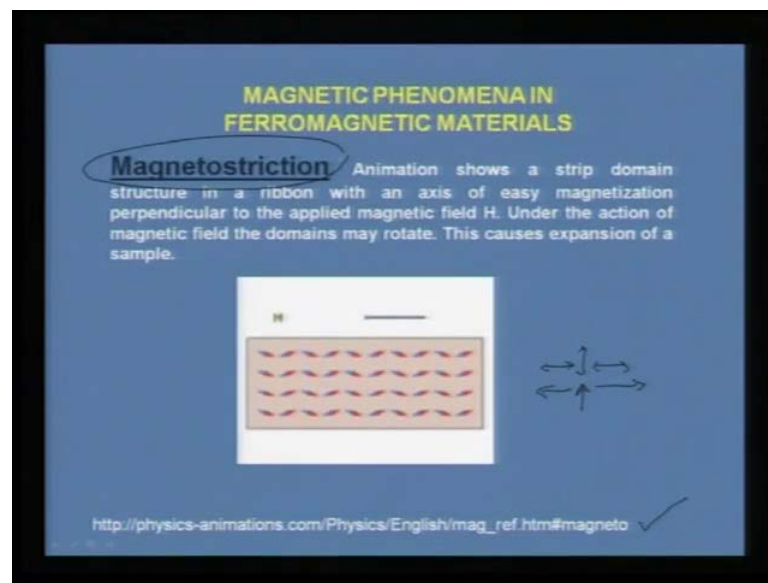 MAGNETIC PHENOMENA IN
FERROMAGNETIC MATERIALS
Magnetostriction Animation shows a strip domain
structure in a ribbon with an axis of easy magnetization
perpendicular to the applied magnetic field H. Under the action of
magnetic field the domains may rotate. This causes expansion of a
sample.
H
http://physics-animations.com/Physics/English/mag_ref.htm#magneto